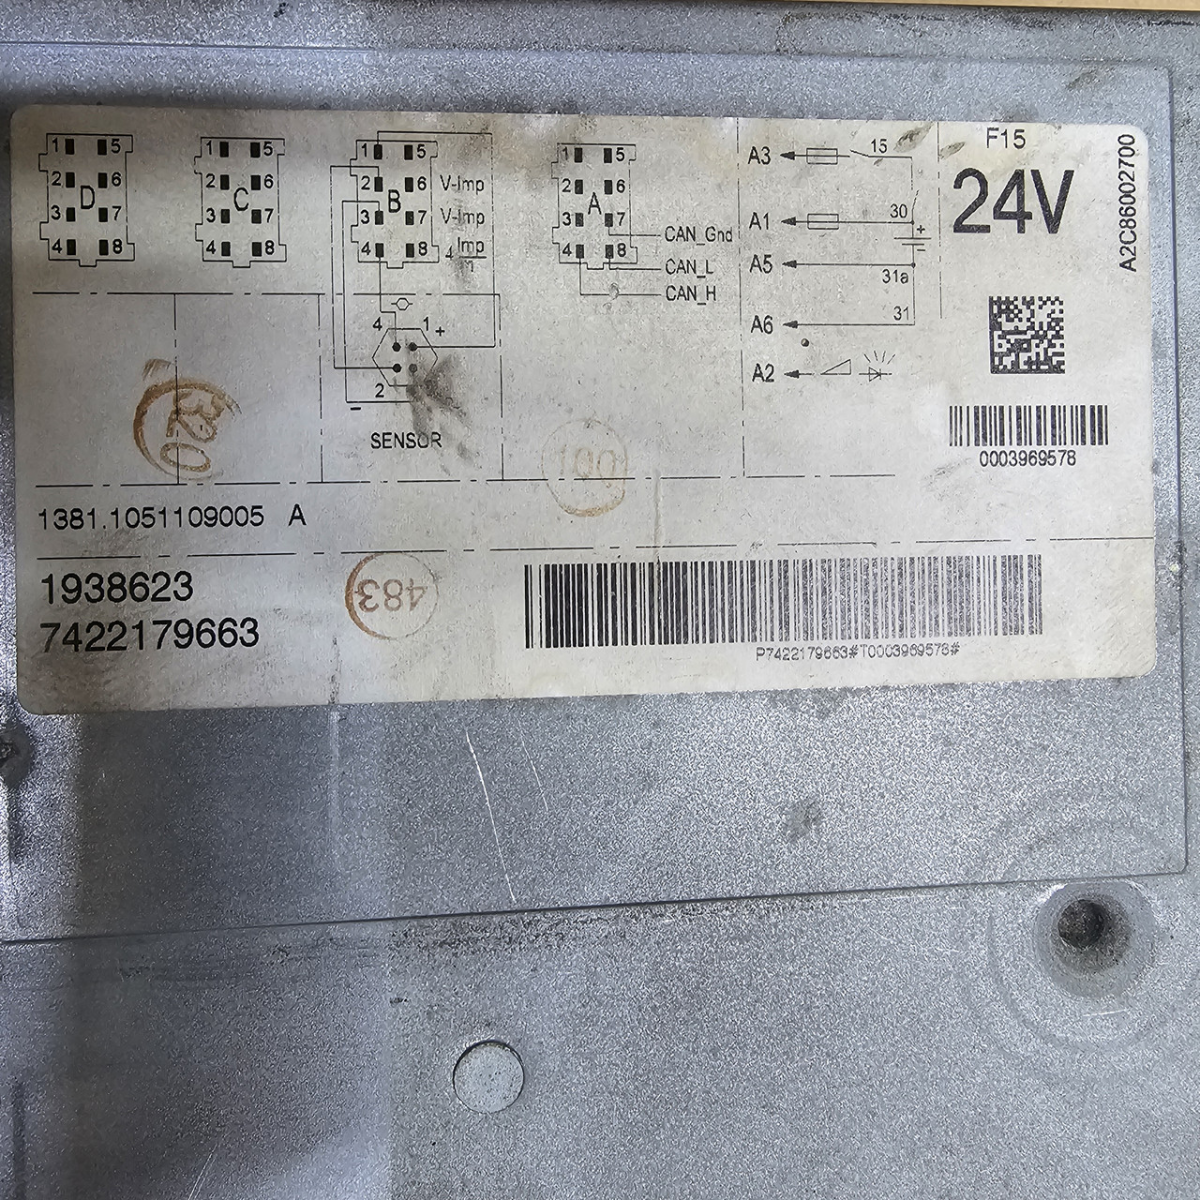 1 5
2 6
D
3 7
4 8
1 5
2 6
C
3 7
4 8
1 5
2 6 V-Imp
B
3 7 V-Imp
4 8 4 Imp
m
1 5
2 6
A
3 7
4 8
CAN_Gnd
CAN_L
CAN_H
4 1 +
2
-
SENSOR
A3 15
A1 30
+
A5 31a
A6 31
A2
F15
24V
A2C86002700
0003969578
320
100
1381.1051109005 A
1938623
7422179663
483
P7422179663#T0003969578#